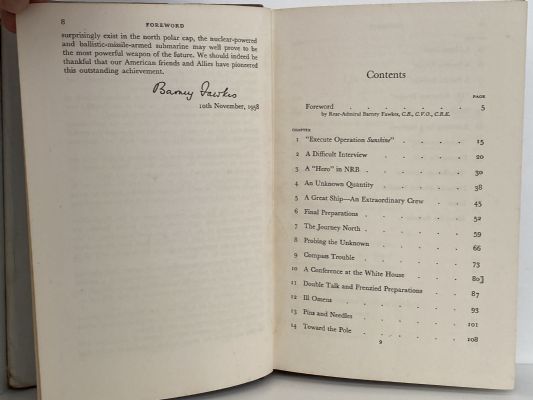 8 FOREWORD
surprisingly exist in the north polar cap, the nuclear-powered
and ballistic-missile-armed submarine may well prove to be
the most powerful weapon of the future. We should indeed be
thankful that our American friends and Allies have pioneered
this outstanding achievement.
Barney Fawkes
10th November, 1958
Contents
PAGE
Foreword . . . . . . . 5
by Rear-Admiral Barney Fawkes, C.B., C.V.O., C.B.E.
CHAPTER
1 "Execute Operation Sunshine" . . . . 15
2 A Difficult Interview . . . . . 20
3 A "Hero" in NRB . . . . . 30
4 An Unknown Quantity . . . . . 38
5 A Great Ship—An Extraordinary Crew . . . 45
6 Final Preparations . . . . . . 52
7 The Journey North . . . . . . 59
8 Probing the Unknown . . . . . 66
9 Compass Trouble . . . . . . 73
10 A Conference at the White House . . . 80]
11 Double Talk and Frenzied Preparations . . . 87
12 Ill Omens . . . . . . . 93
13 Pins and Needles . . . . . . 101
14 Toward the Pole . . . . . . 108
9